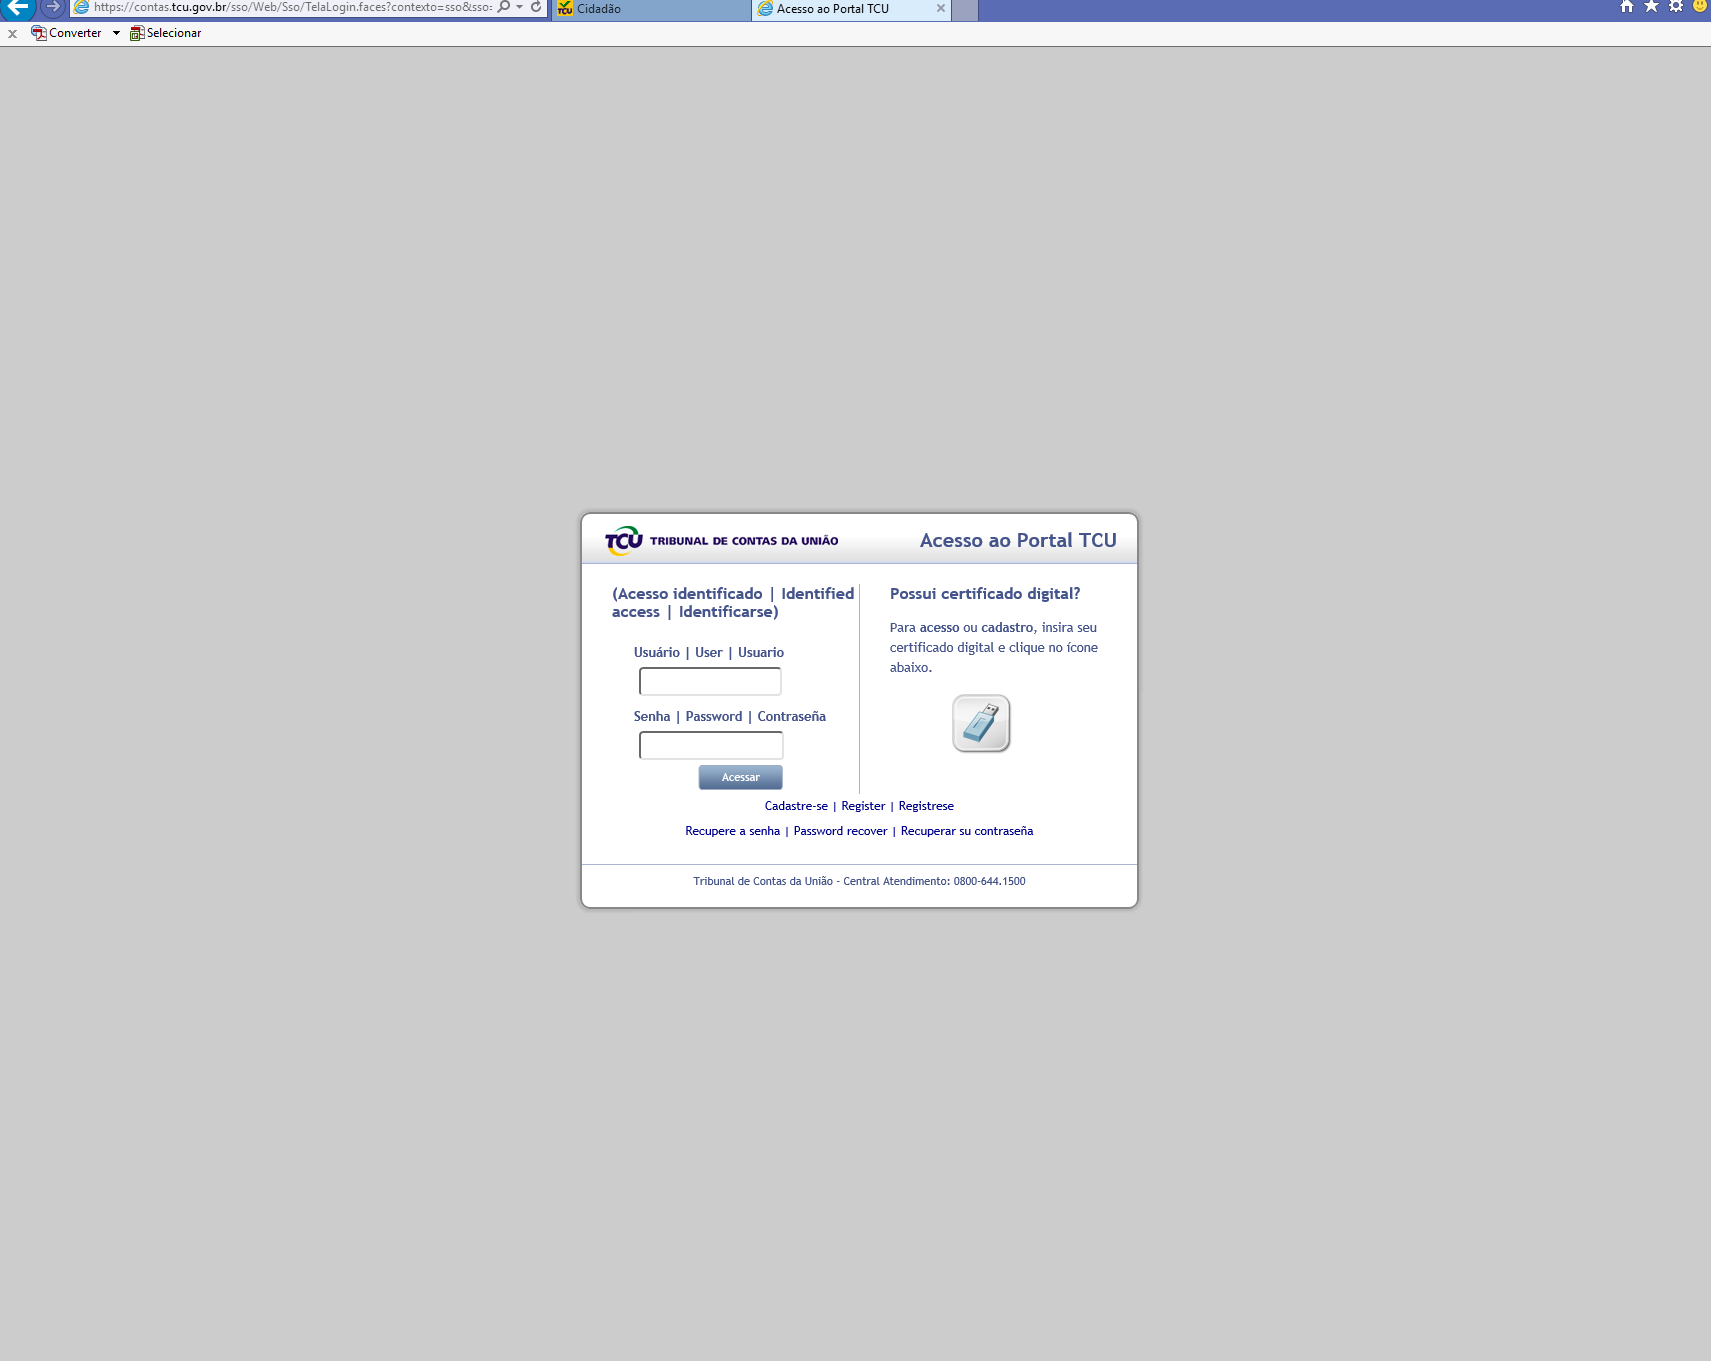 https://contas.tcu.gov.br/sso/Web/Sso/TelaLogin.faces?contexto=sso&sso=
TCU Cidadão
Acesso ao Portal TCU
Converter
Selecionar
TCU TRIBUNAL DE CONTAS DA UNIÃO
Acesso ao Portal TCU
(Acesso identificado | Identified
access | Identificarse)
Usuário | User | Usuario
Senha | Password | Contraseña
Acessar
Possui certificado digital?
Para acesso ou cadastro, insira seu
certificado digital e clique no ícone
abaixo.
Cadastre-se | Register | Registrese
Recupere a senha | Password recover | Recuperar su contraseña
Tribunal de Contas da União - Central Atendimento: 0800-644.1500